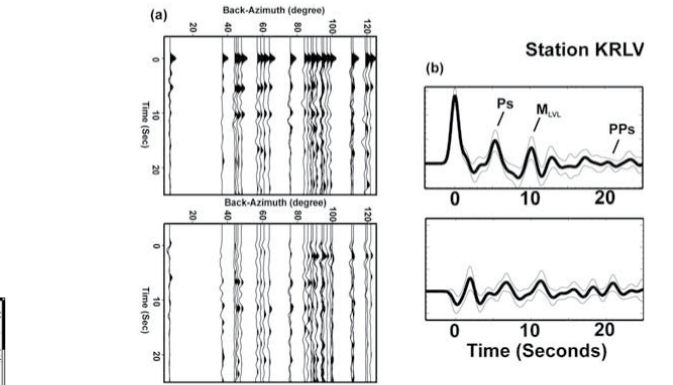 (a)
Back-Azimuth (degree)
20 40 60 80 100 120
0
10
20
Time (Sec)
Back-Azimuth (degree)
20 40 60 80 100 120
0
10
20
Time (Sec)
Station KRLV
(b)
Ps
MLVL
PPs
0 10 20
0 10 20
Time (Seconds)